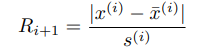 $R_{i+1} = \frac{|x^{(i)} - \bar{x}^{(i)}|}{s^{(i)}}$